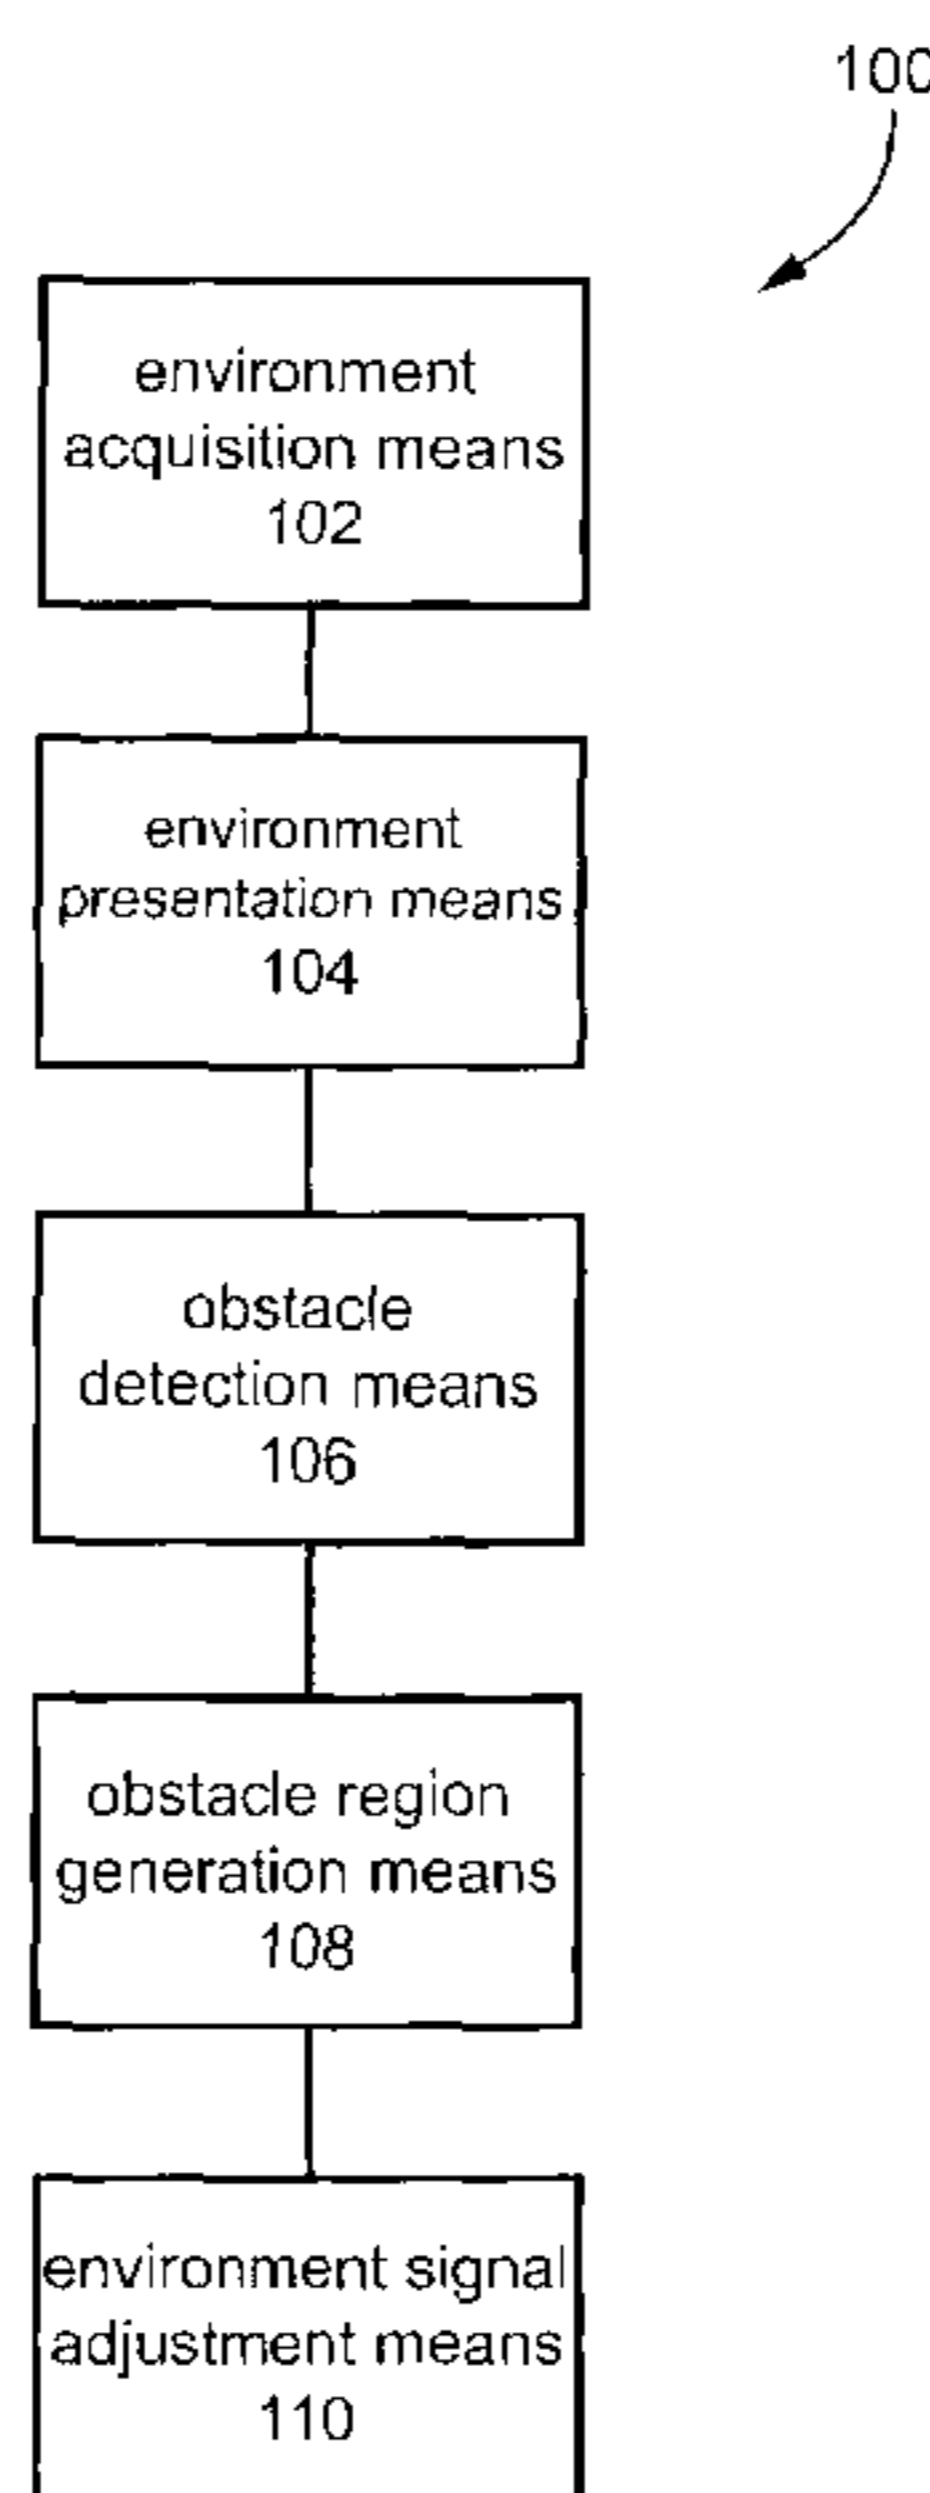 100
environment
acquisition means
102
environment
presentation means
104
obstacle
detection means
106
obstacle region
generation means
108
environment signal
adjustment means
110